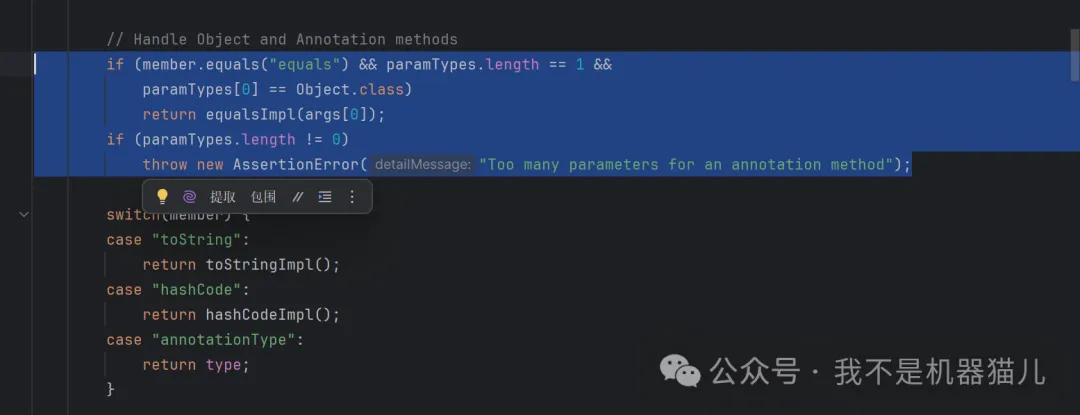 // Handle Object and Annotation methods
if (member.equals("equals") && paramTypes.length == 1 &&
paramTypes[0] == Object.class)
return equalsImpl(args[0]);
if (paramTypes.length != 0)
throw new AssertionError( detailMessage: "Too many parameters for an annotation method");
提取 包围 //
switch(member) {
case "toString":
return toStringImpl();
case "hashCode":
return hashCodeImpl();
case "annotationType":
return type;
}
公众号 · 我不是机器猫儿